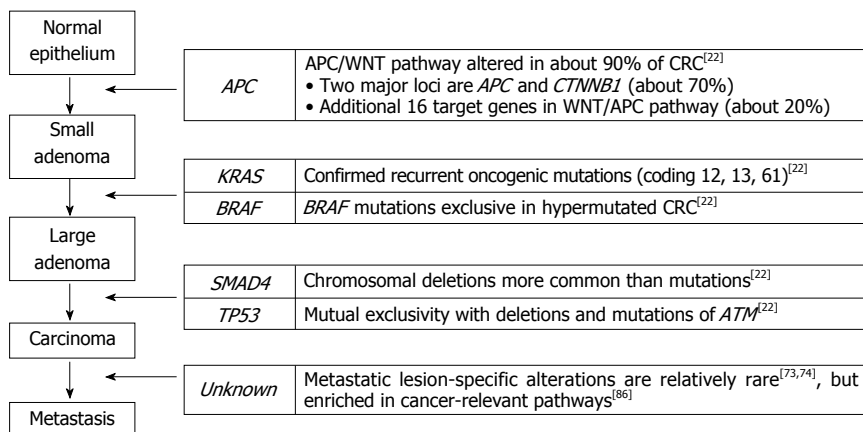 Normal
epithelium
APC
APC/WNT pathway altered in about 90% of CRC[22]
• Two major loci are APC and CTNNB1 (about 70%)
• Additional 16 target genes in WNT/APC pathway (about 20%)
Small
adenoma
KRAS
Confirmed recurrent oncogenic mutations (coding 12, 13, 61)[22]
BRAF
BRAF mutations exclusive in hypermutated CRC[22]
Large
adenoma
SMAD4
Chromosomal deletions more common than mutations[22]
TP53
Mutual exclusivity with deletions and mutations of ATM[22]
Carcinoma
Unknown
Metastatic lesion-specific alterations are relatively rare[73,74], but
enriched in cancer-relevant pathways[86]
Metastasis